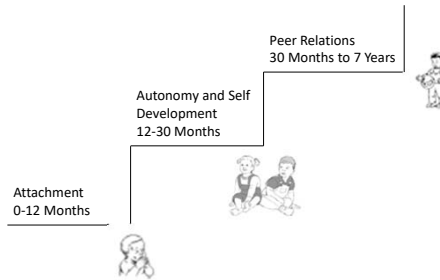 Peer Relations
30 Months to 7 Years
Autonomy and Self
Development
12-30 Months
Attachment
0-12 Months